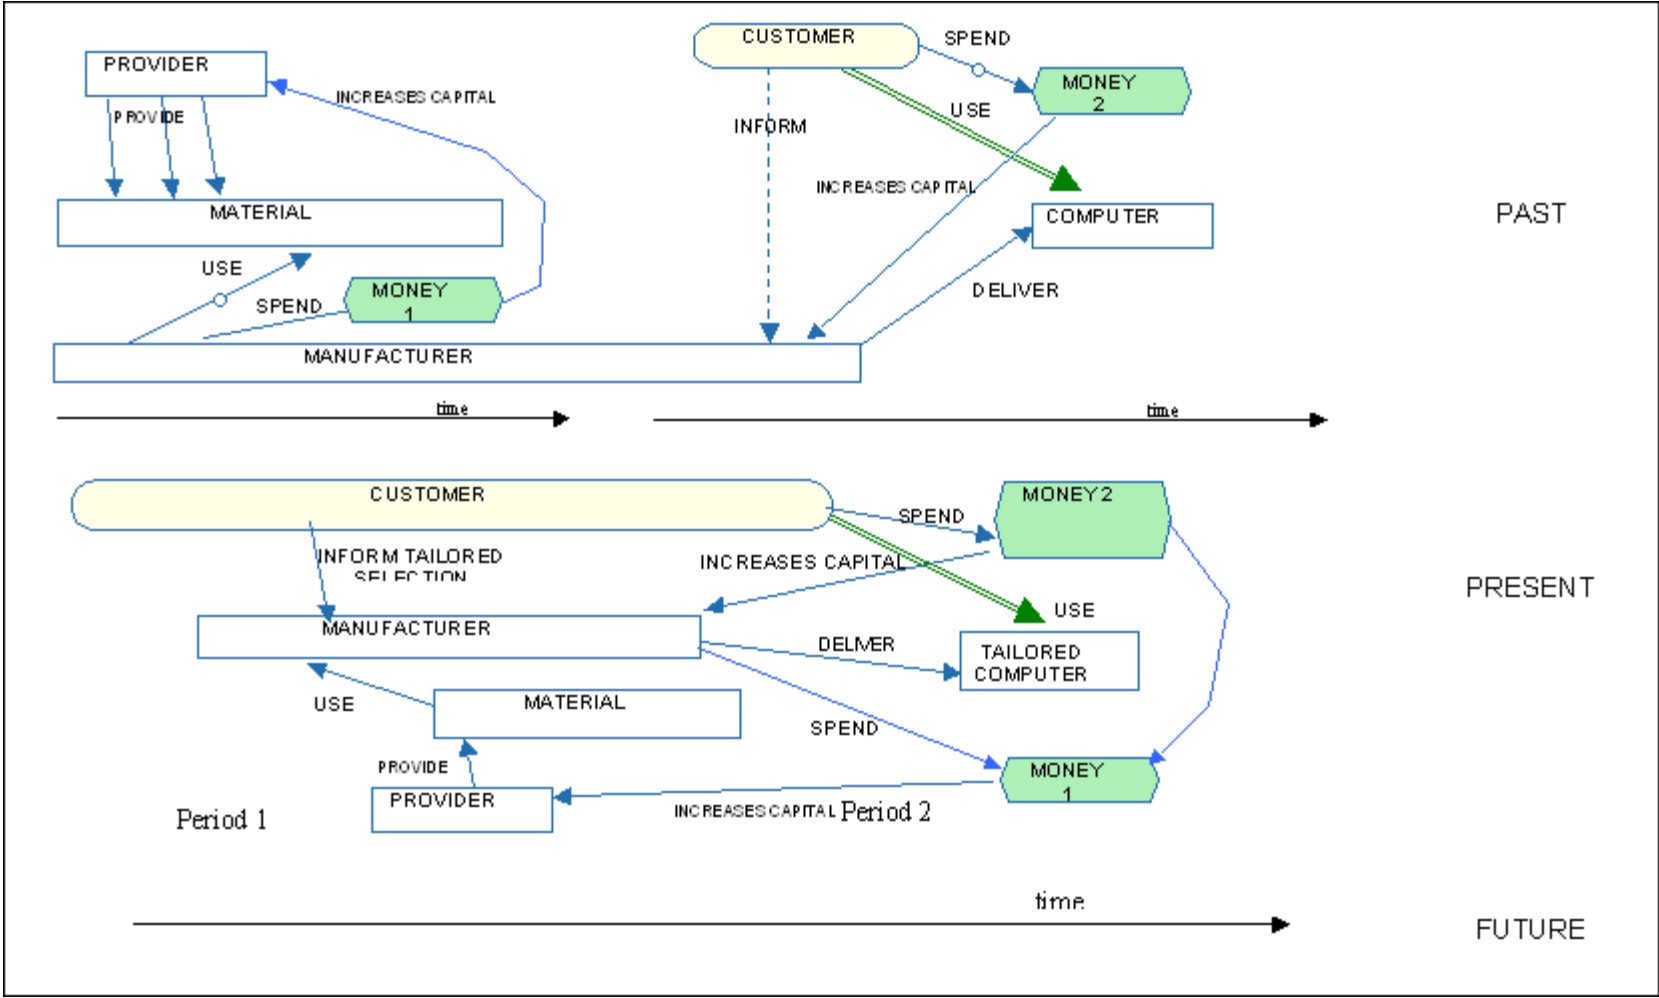 CUSTOMER
SPEND
PROVIDER
MONEY
2
INCREASES CAPITAL
PROVIDE
USE
INFORM
INCREASES CAPITAL
MATERIAL
COMPUTER
PAST
USE
MONEY
1
SPEND
DELIVER
MANUFACTURER
time
time
CUSTOMER
MONEY2
SPEND
INFORM TAILORED
SELECTION
INCREASES CAPITAL
PRESENT
USE
MANUFACTURER
DELIVER
TAILORED
COMPUTER
USE
MATERIAL
SPEND
PROVIDE
MONEY
1
PROVIDER
INCREASES CAPITAL
Period 2
Period 1
time
FUTURE